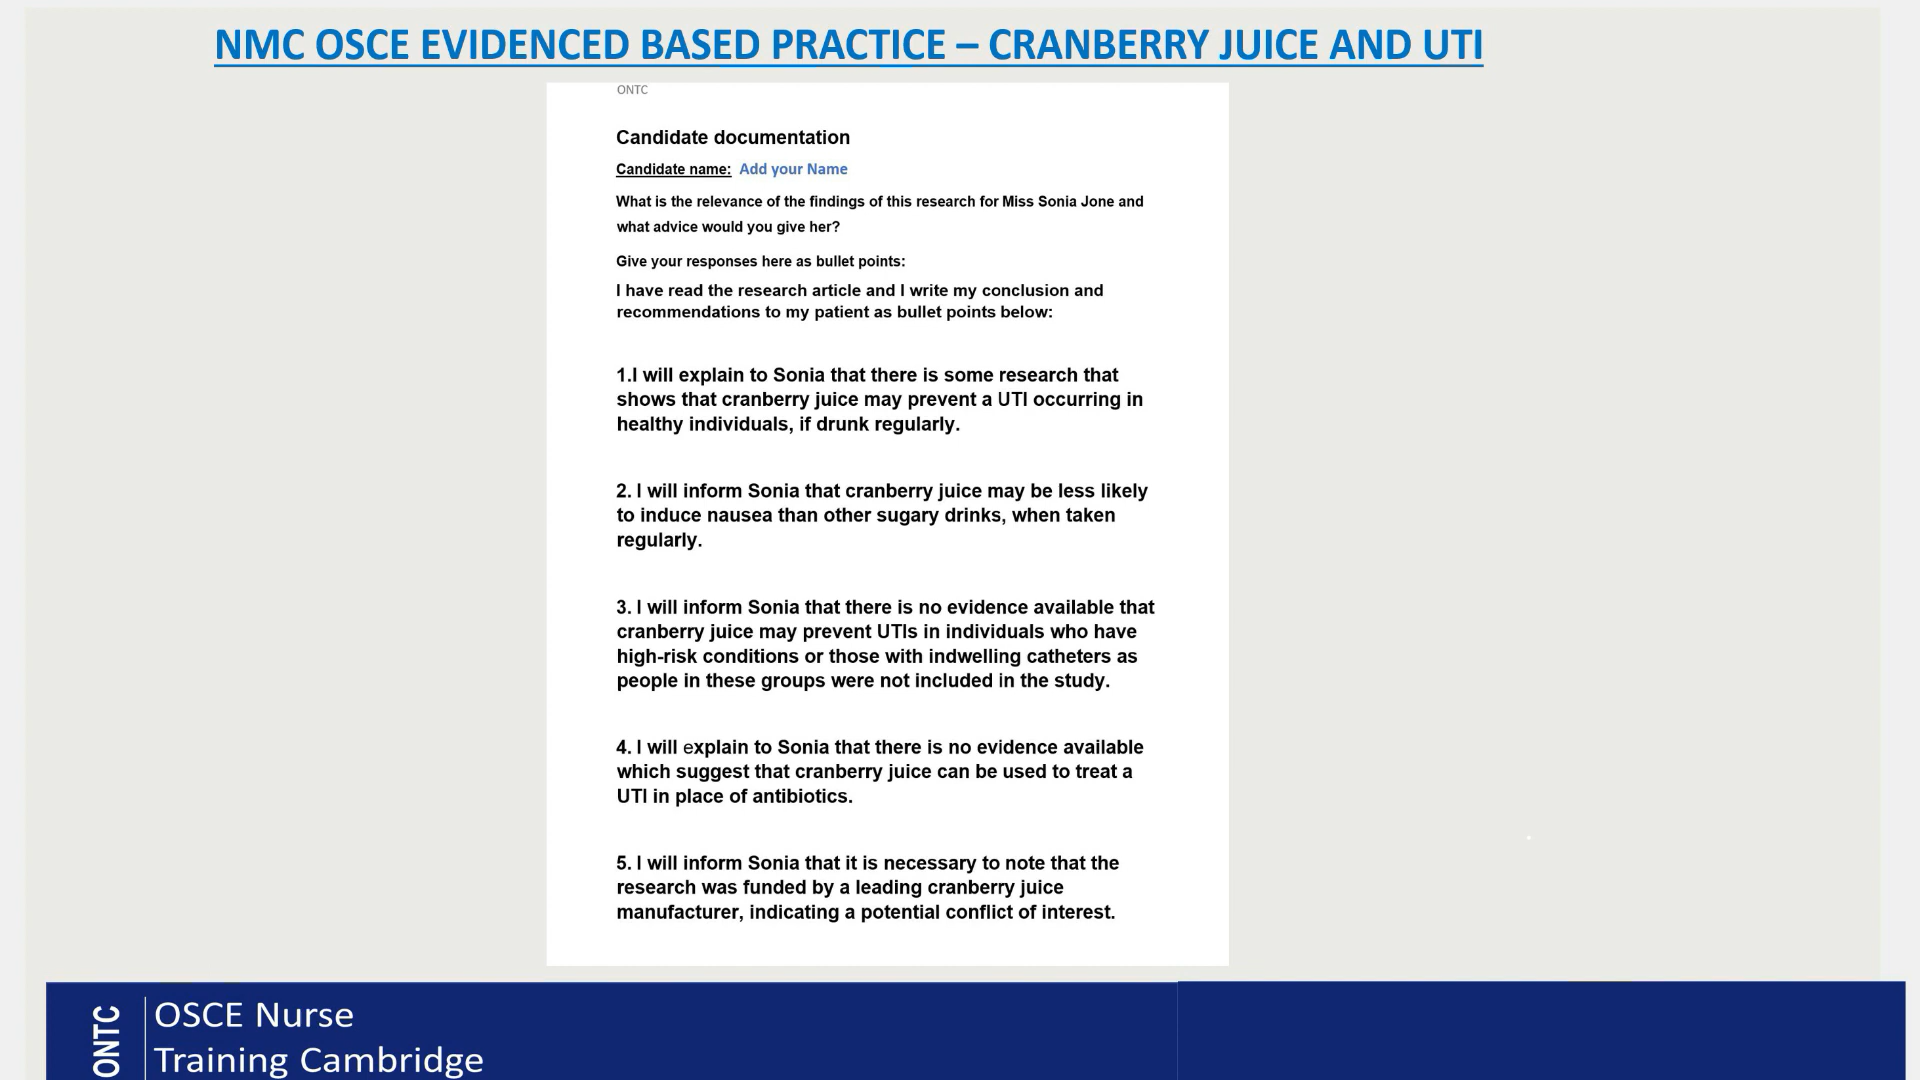 NMC OSCE EVIDENCED BASED PRACTICE – CRANBERRY JUICE AND UTI
ONTC
Candidate documentation
Candidate name: Add your Name
What is the relevance of the findings of this research for Miss Sonia Jone and
what advice would you give her?
Give your responses here as bullet points:
I have read the research article and I write my conclusion and
recommendations to my patient as bullet points below:
1.I will explain to Sonia that there is some research that
shows that cranberry juice may prevent a UTI occurring in
healthy individuals, if drunk regularly.
2. I will inform Sonia that cranberry juice may be less likely
to induce nausea than other sugary drinks, when taken
regularly.
3. I will inform Sonia that there is no evidence available that
cranberry juice may prevent UTIs in individuals who have
high-risk conditions or those with indwelling catheters as
people in these groups were not included in the study.
4. I will explain to Sonia that there is no evidence available
which suggest that cranberry juice can be used to treat a
UTI in place of antibiotics.
5. I will inform Sonia that it is necessary to note that the
research was funded by a leading cranberry juice
manufacturer, indicating a potential conflict of interest.
ONTC
OSCE Nurse
Training Cambridge